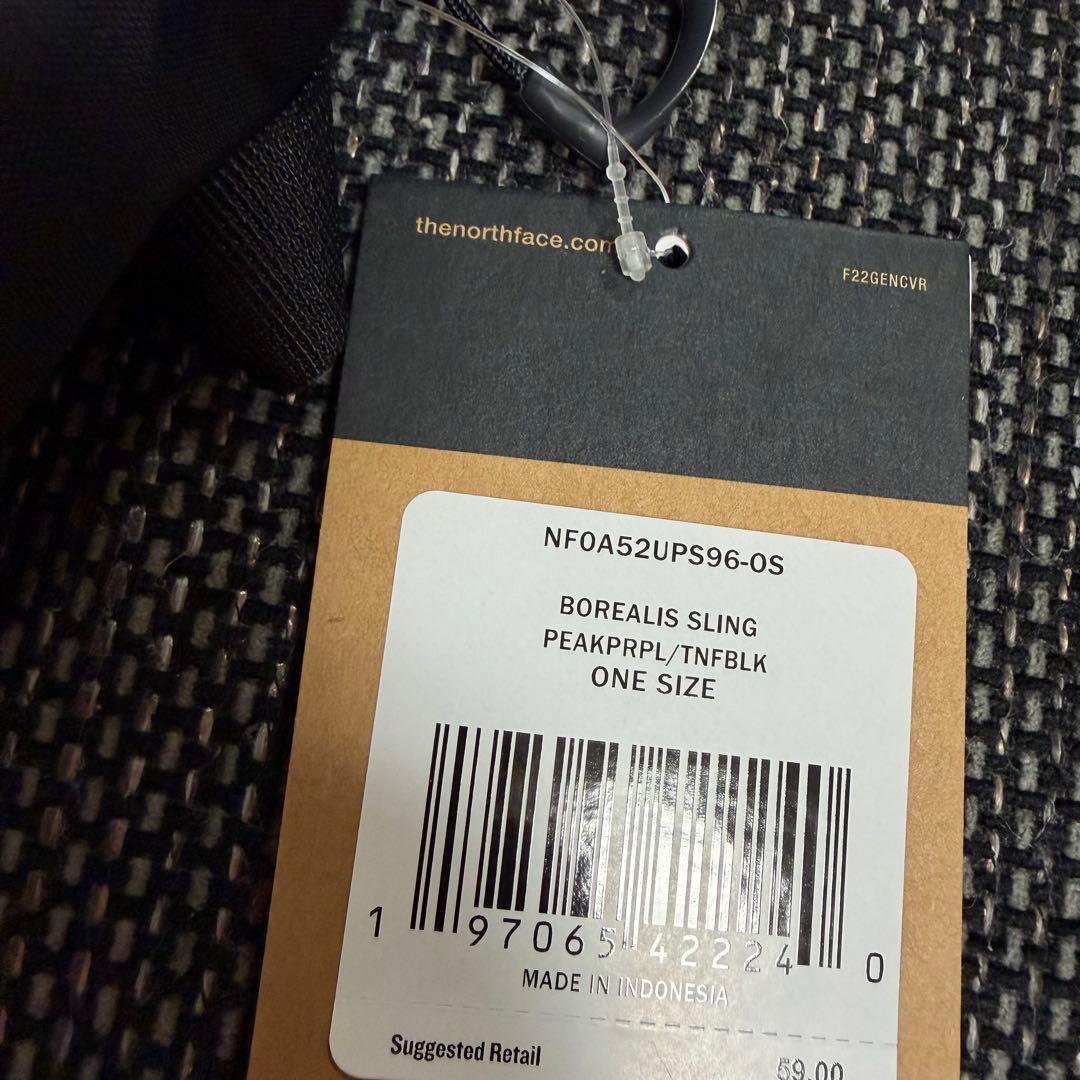 thenorthface.com
F22GENCVR
NF0A52UPS96-OS
BOREALIS SLING
PEAKPRPL/TNFBLK
ONE SIZE
1 97065 42224 0
MADE IN INDONESIA
Suggested Retail 59.00